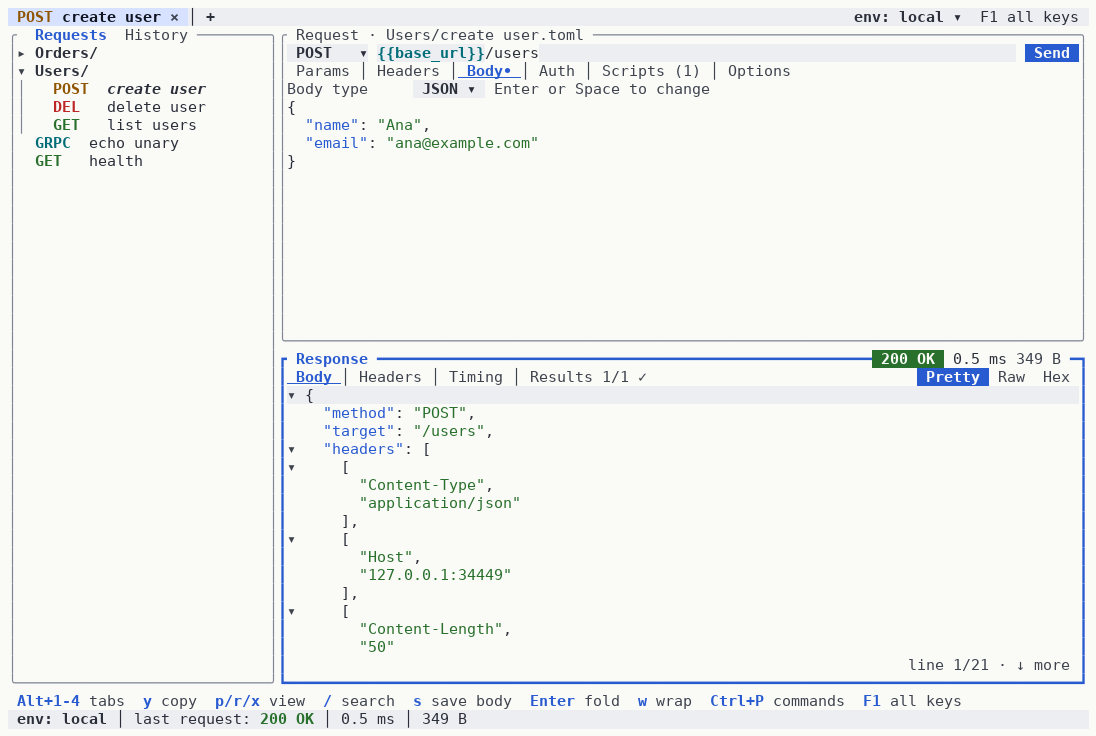 POST create user × │ + env: local ▾ F1 all keys
Requests History
▸ Orders/
▾ Users/
POST create user
DEL delete user
GET list users
GRPC echo unary
GET health
Request · Users/create user.toml
POST ▾ {{base_url}}/users Send
Params │ Headers │ Body• │ Auth │ Scripts (1) │ Options
Body type JSON ▾ Enter or Space to change
{
"name": "Ana",
"email": "ana@example.com"
}
Response 200 OK 0.5 ms 349 B
Body │ Headers │ Timing │ Results 1/1 ✓ Pretty Raw Hex
▾ {
"method": "POST",
"target": "/users",
▾ "headers": [
▾ [
"Content-Type",
"application/json"
],
▾ [
"Host",
"127.0.0.1:34449"
],
▾ [
"Content-Length",
"50"
line 1/21 · ↓ more
Alt+1-4 tabs y copy p/r/x view / search s save body Enter fold w wrap Ctrl+P commands F1 all keys
env: local │ last request: 200 OK │ 0.5 ms │ 349 B